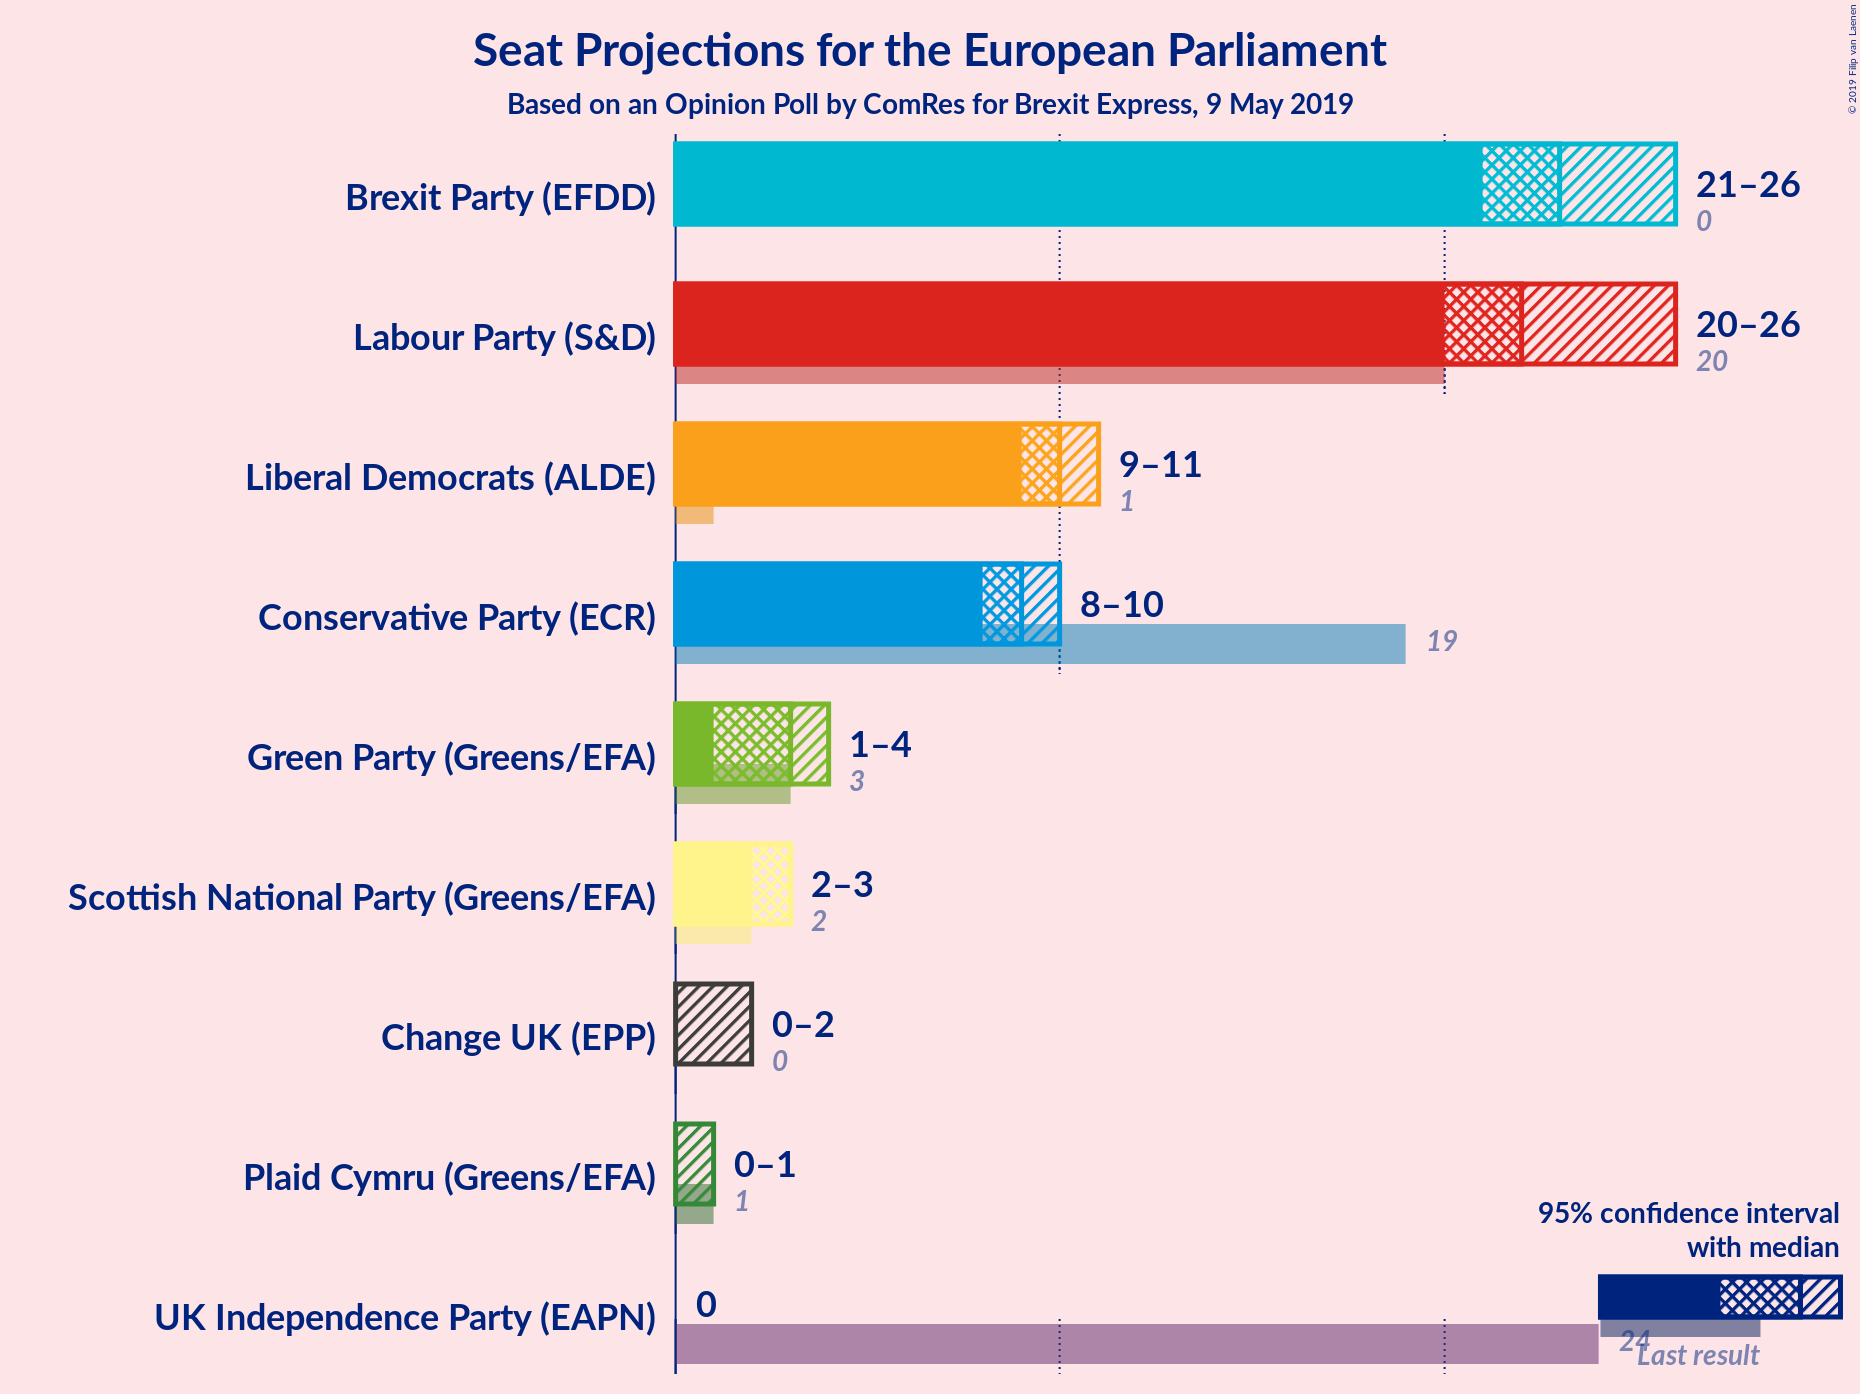 Seat Projections for the European Parliament
Based on an Opinion Poll by ComRes for Brexit Express, 9 May 2019
© 2019 Filip van Laenen
Brexit Party (EFDD)
21–26
0
Labour Party (S&D)
20–26
20
Liberal Democrats (ALDE)
9–11
1
Conservative Party (ECR)
8–10
19
Green Party (Greens/EFA)
1–4
3
Scottish National Party (Greens/EFA)
2–3
2
Change UK (EPP)
0–2
0
Plaid Cymru (Greens/EFA)
0–1
1
UK Independence Party (EAPN)
0
24
95% confidence interval
with median
Last result